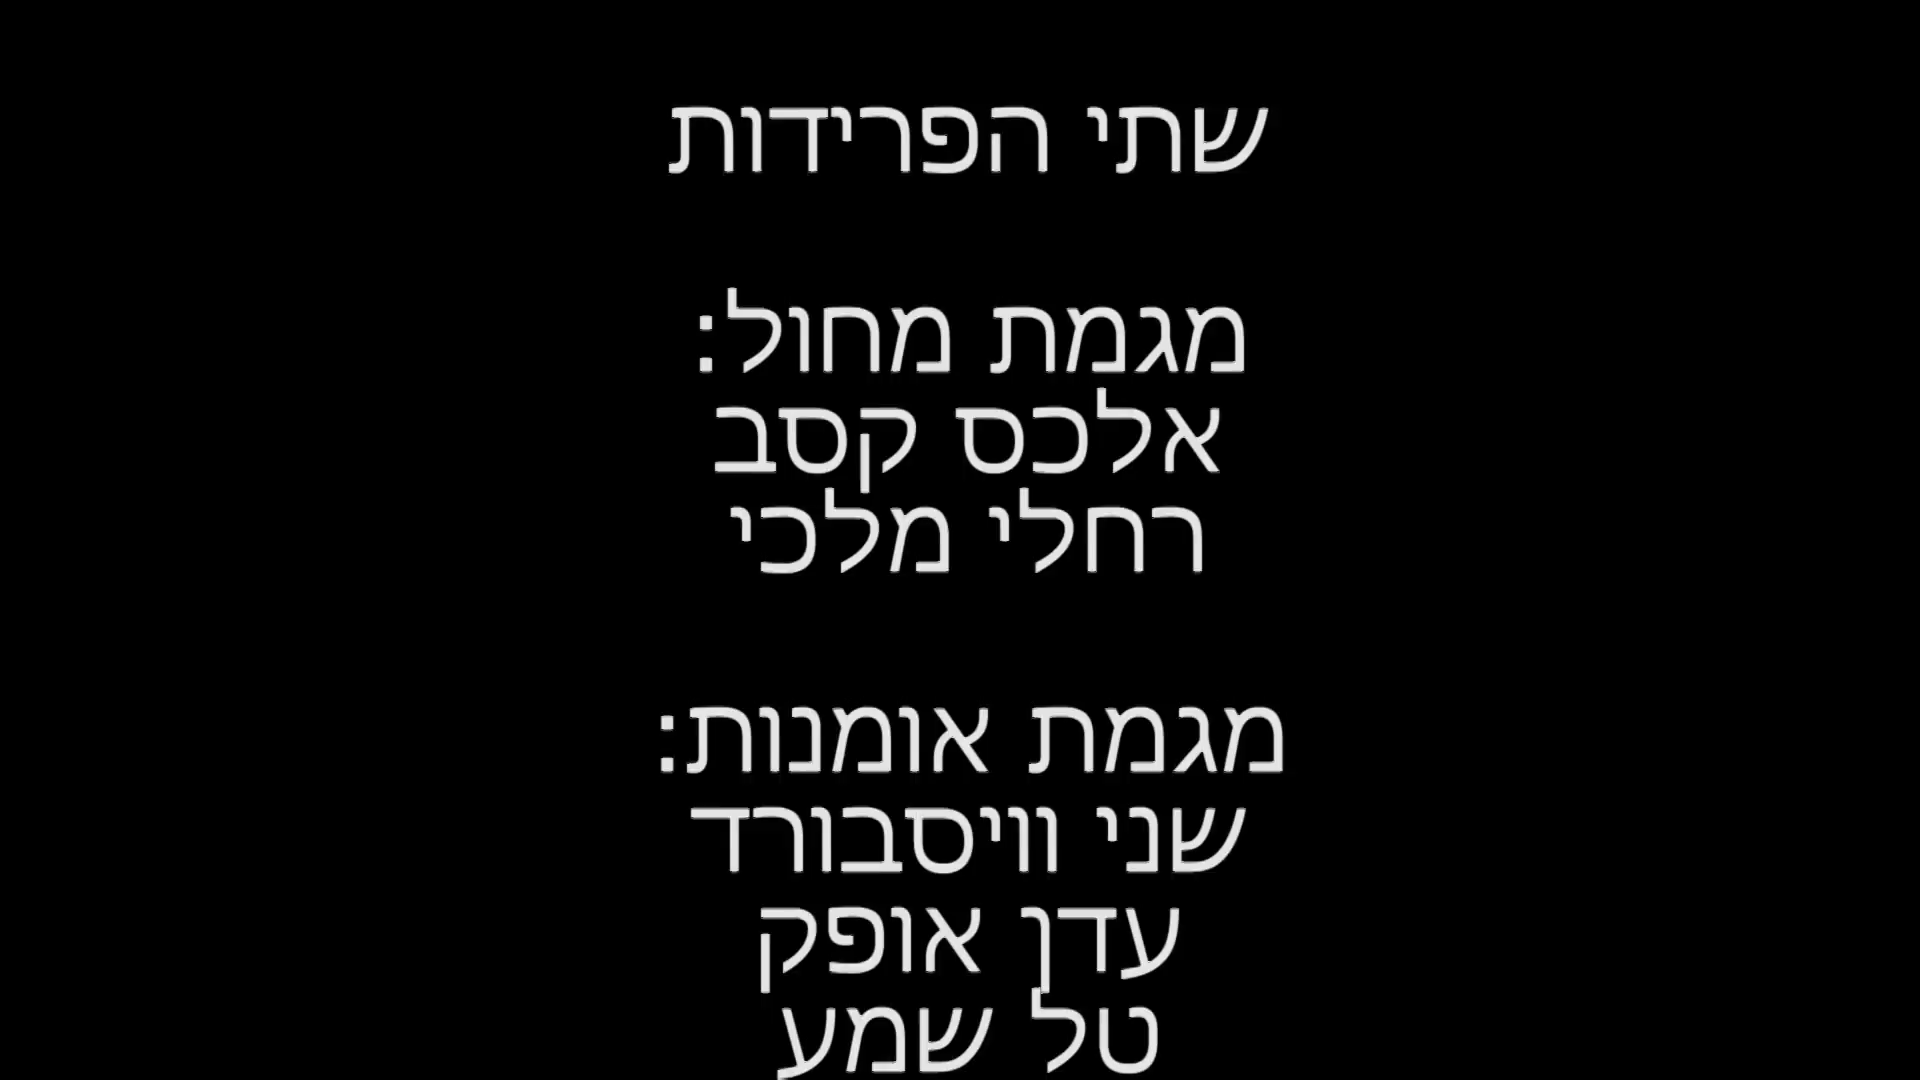 שתי הפרידות
מגמת מחול:
אלכס קסב
רחלי מלכי
מגמת אומנות:
שני וויסבורד
עדן אופק
טל שמע